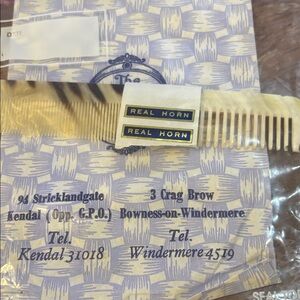 The
REAL HORN
REAL HORN
94 Stricklandgate
Kendal (Opp. G.P.O.)
Tel.
Kendal 31018
3 Crag Brow
Bowness-on-Windermere
Tel.
Windermere 4519